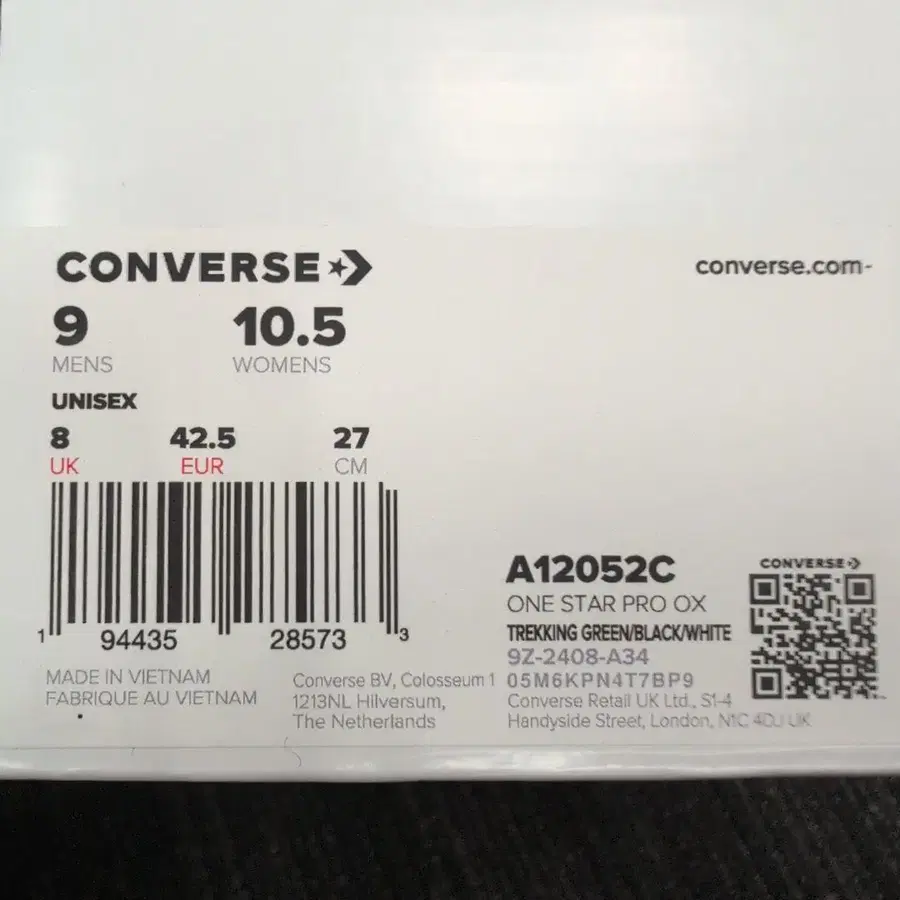 CONVERSE
converse.com
9 10.5
MENS WOMENS
UNISEX
8 42.5 27
UK EUR CM
1 94435 28573 3
MADE IN VIETNAM
FABRIQUE AU VIETNAM
Converse BV, Colosseum 1
1213NL Hilversum,
The Netherlands
A12052C
ONE STAR PRO OX
TREKKING GREEN/BLACK/WHITE
9Z-2408-A34
05M6KPN4T7BP9
Converse Retail UK Ltd., S1-4
Handyside Street, London, N1C 4DJ UK
CONVERSE